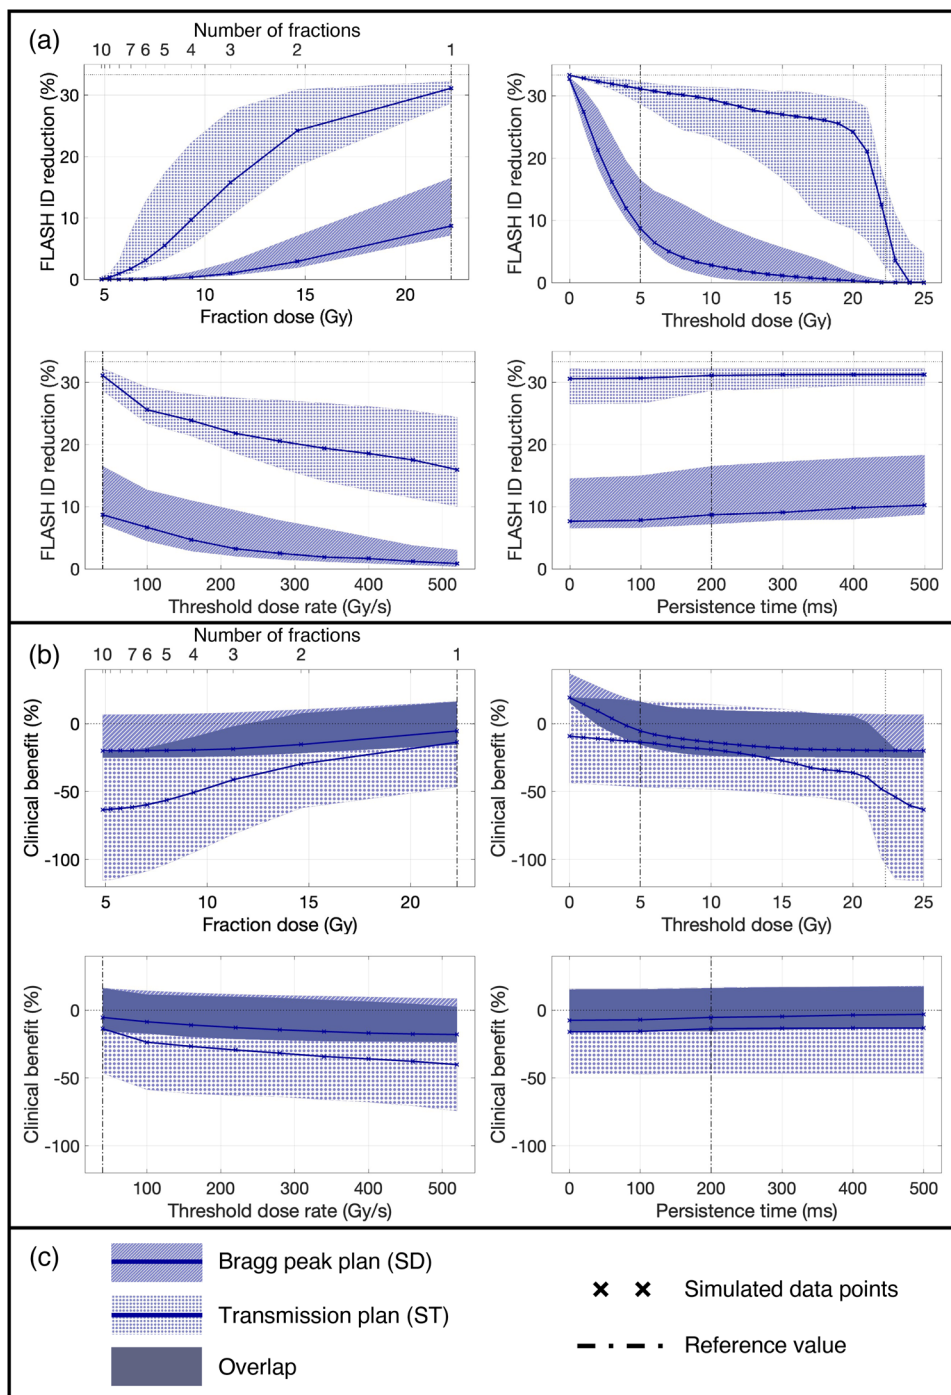 (a)
Number of fractions
10 7 6 5 4 3 2 1
FLASH ID reduction (%)
30
20
10
0
5 10 15 20
Fraction dose (Gy)
FLASH ID reduction (%)
30
20
10
0
0 5 10 15 20 25
Threshold dose (Gy)
FLASH ID reduction (%)
30
20
10
0
100 200 300 400 500
Threshold dose rate (Gy/s)
FLASH ID reduction (%)
30
20
10
0
0 100 200 300 400 500
Persistence time (ms)
(b)
Number of fractions
10 7 6 5 4 3 2 1
Clinical benefit (%)
0
-50
-100
5 10 15 20
Fraction dose (Gy)
Clinical benefit (%)
0
-50
-100
0 5 10 15 20 25
Threshold dose (Gy)
Clinical benefit (%)
0
-50
-100
100 200 300 400 500
Threshold dose rate (Gy/s)
Clinical benefit (%)
0
-50
-100
0 100 200 300 400 500
Persistence time (ms)
(c)
Bragg peak plan (SD)
Transmission plan (ST)
Overlap
Simulated data points
Reference value